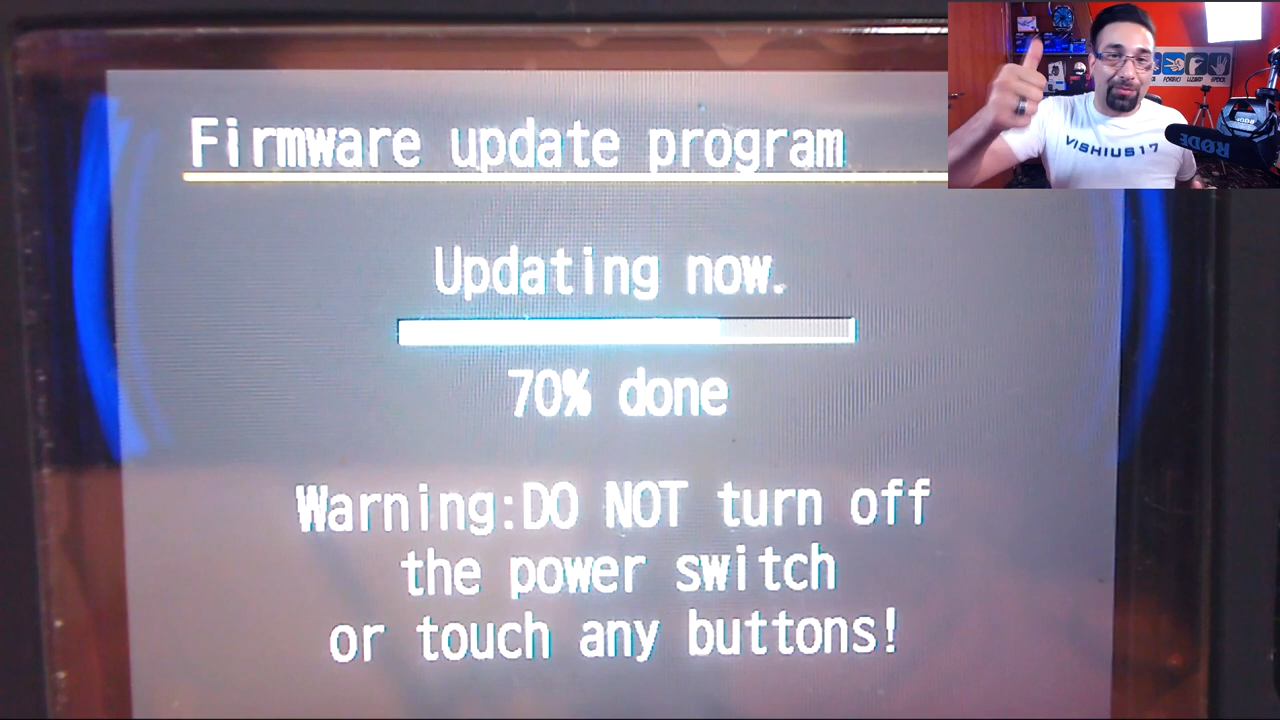 Firmware update program
Updating now.
70% done
Warning:DO NOT turn off
the power switch
or touch any buttons!
VISHIUS17
RØDE
LIZARD